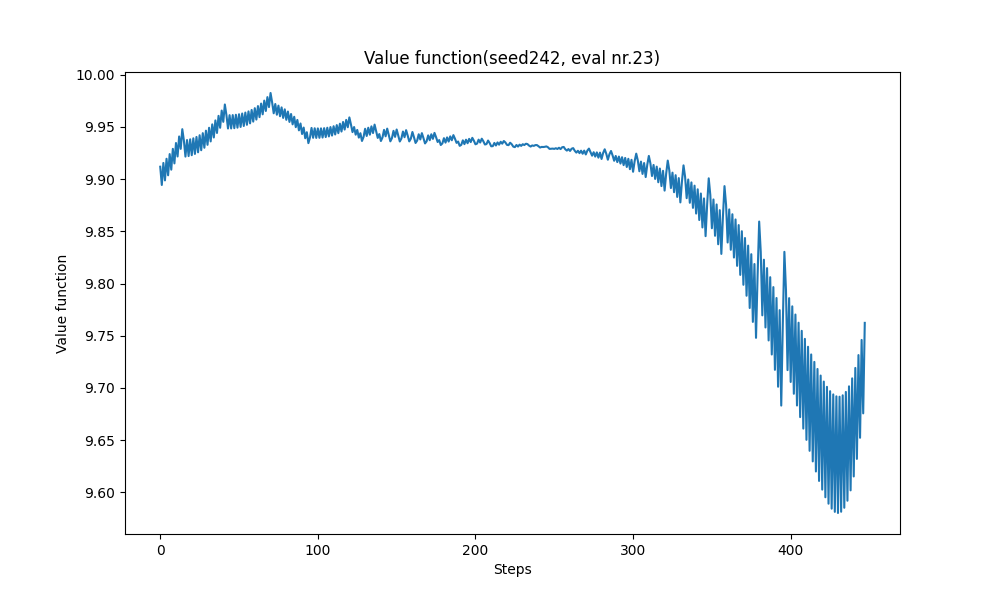 Value function(seed242, eval nr.23)
10.00
9.95
9.90
9.85
9.80
9.75
9.70
9.65
9.60
Value function
0 100 200 300 400
Steps